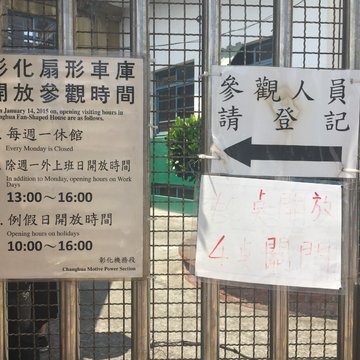 彰化扇形車庫
開放參觀時間
January 14, 2015 on, opening visiting hours in
Changhua Fan-Shaped House are as follows.
每週一休館
Every Monday is Closed
除週一外上班日開放時間
In addition to Monday, opening hours on Work
Days
13:00～16:00
例假日開放時間
Opening hours on holidays
10:00～16:00
彰化機務段
Changhua Motive Power Section
參觀人員
請登記
點開放
4點關門